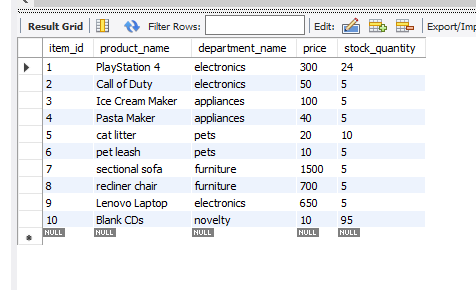 Result Grid Filter Rows: Edit: Export/Imp
item_id product_name department_name price stock_quantity
1 PlayStation 4 electronics 300 24
2 Call of Duty electronics 50 5
3 Ice Cream Maker appliances 100 5
4 Pasta Maker appliances 40 5
5 cat litter pets 20 10
6 pet leash pets 10 5
7 sectional sofa furniture 1500 5
8 recliner chair furniture 700 5
9 Lenovo Laptop electronics 650 5
10 Blank CDs novelty 10 95
NULL NULL NULL NULL NULL